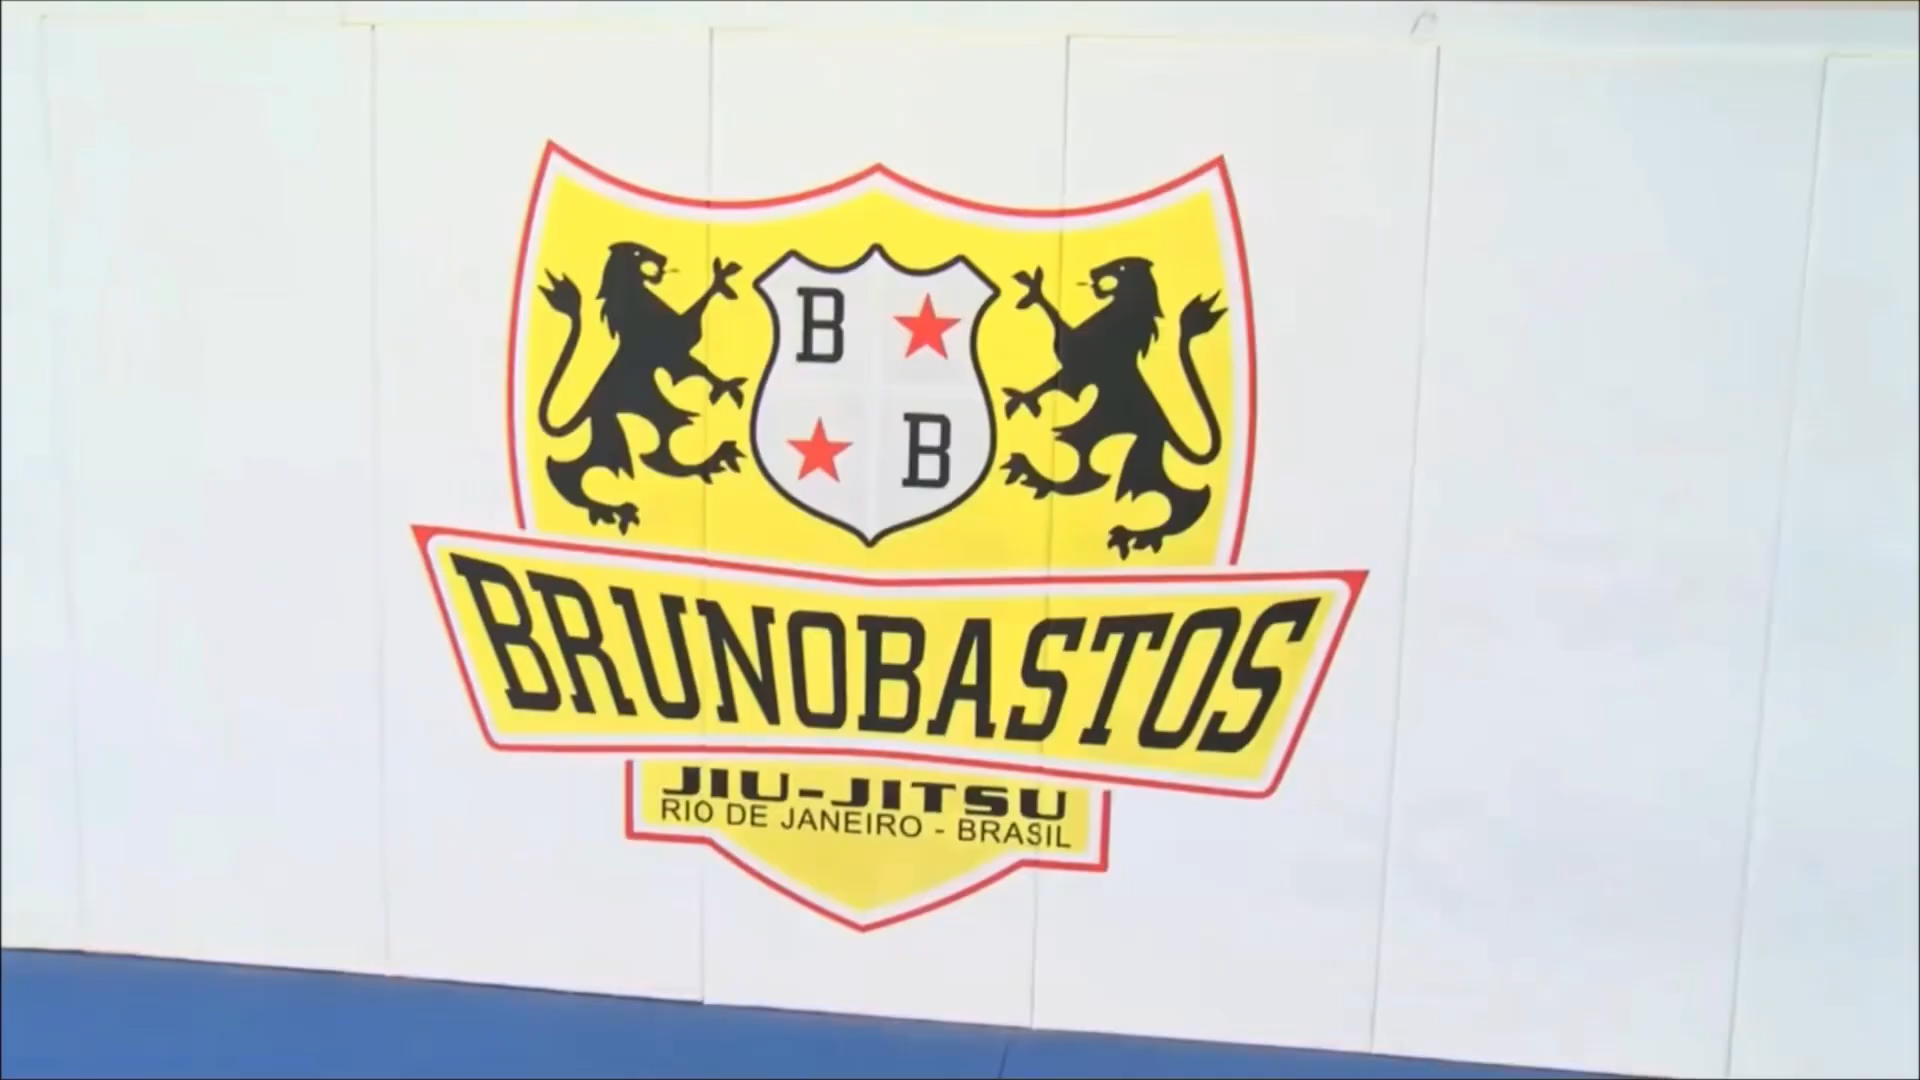 B
B
BRUNOBASTOS
JIU-JITSU
RIO DE JANEIRO - BRASIL